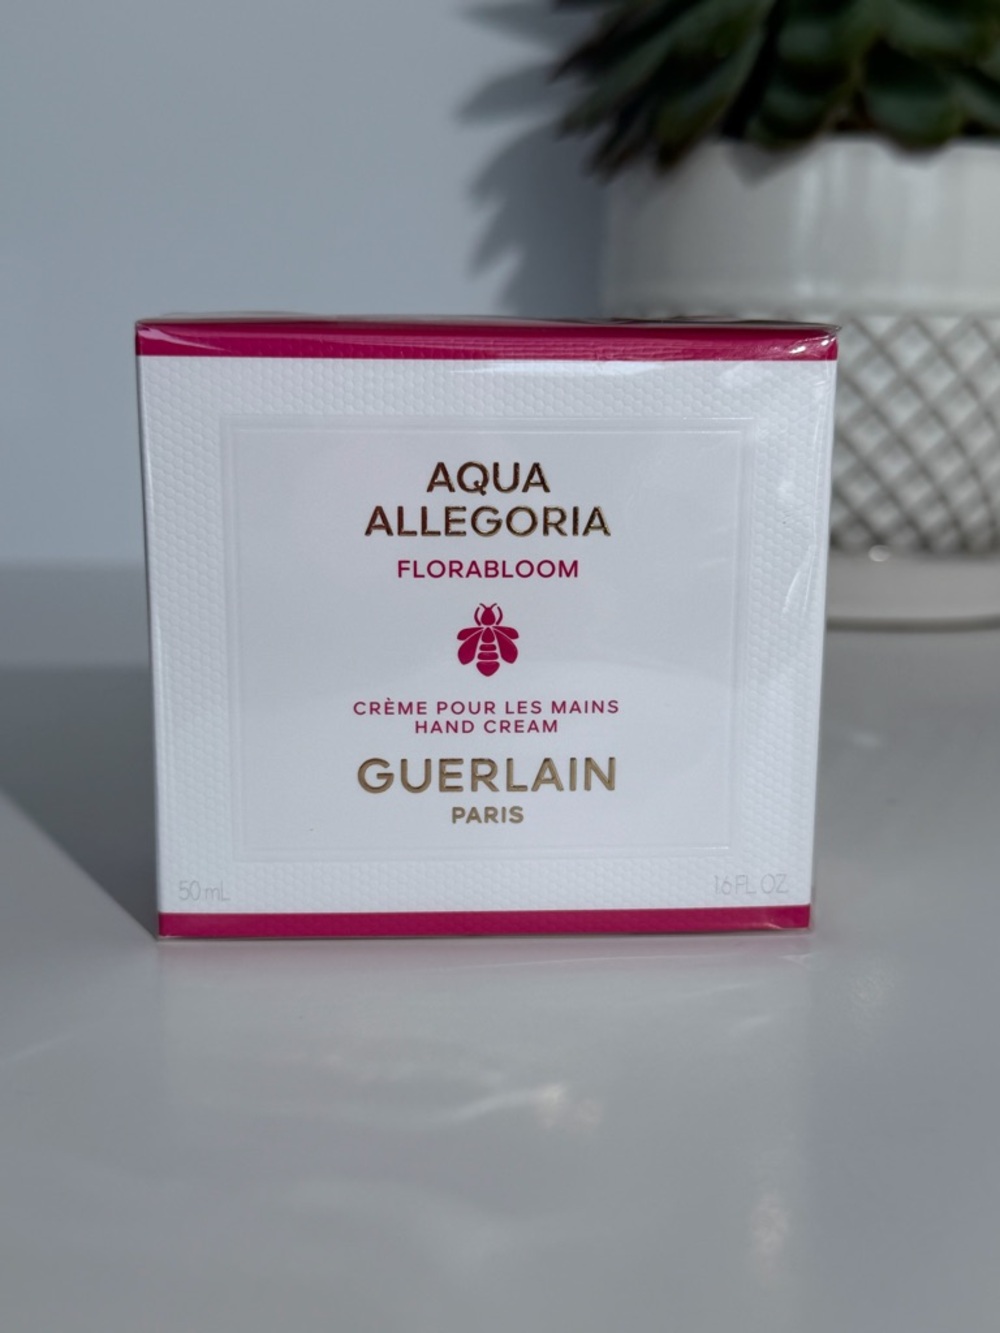 AQUA
ALLEGORIA
FLORABLOOM
CRÈME POUR LES MAINS
HAND CREAM
GUERLAIN
PARIS
50 mL
1.6 FL OZ.